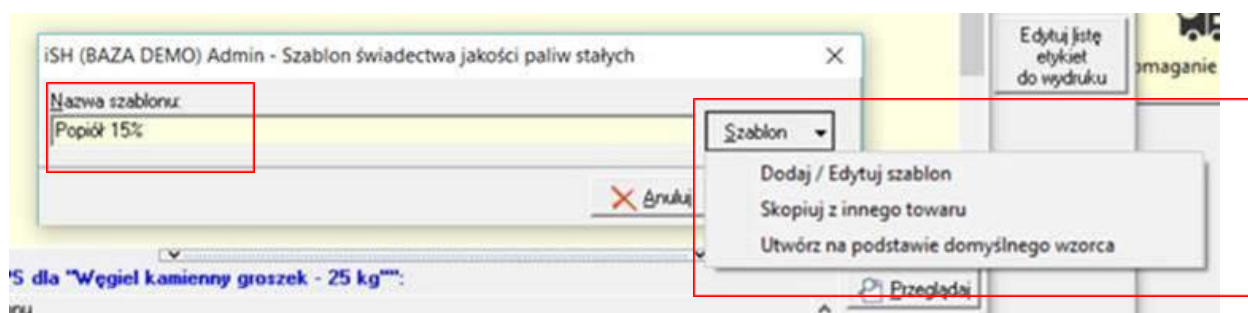 iSH (BAZA DEMO) Admin - Szablon świadectwa jakości paliw stałych
Nazwa szablonu:
Popiół 15%
Szablon
Dodaj / Edytuj szablon
Skopiuj z innego towaru
Utwórz na podstawie domyślnego wzorca
Anuluj
Edytuj listę
etykiet
do wydruku
omaganie
S dla "Węgiel kamienny groszek - 25 kg"":
Przeglądaj